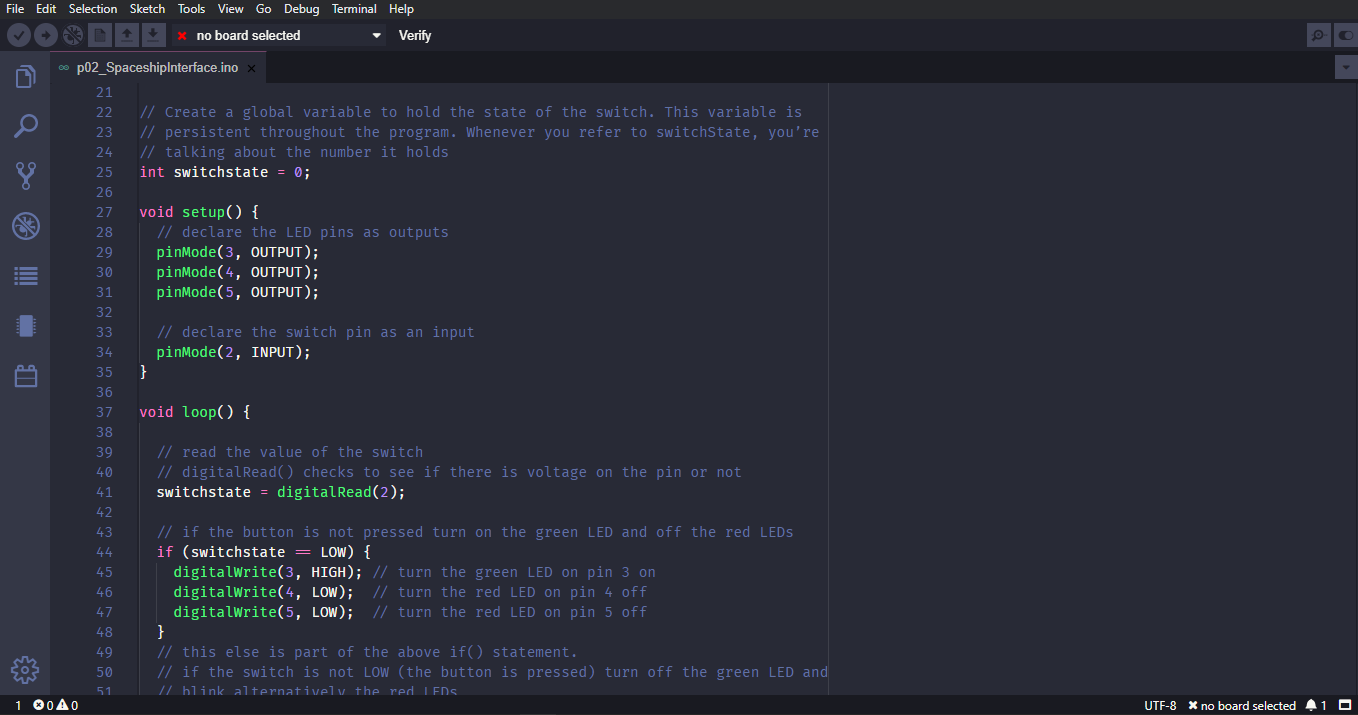 File Edit Selection Sketch Tools View Go Debug Terminal Help
no board selected Verify
p02_SpaceshipInterface.ino
21
22 // Create a global variable to hold the state of the switch. This variable is
23 // persistent throughout the program. Whenever you refer to switchState, you’re
24 // talking about the number it holds
25 int switchstate = 0;
26
27 void setup() {
28 // declare the LED pins as outputs
29 pinMode(3, OUTPUT);
30 pinMode(4, OUTPUT);
31 pinMode(5, OUTPUT);
32
33 // declare the switch pin as an input
34 pinMode(2, INPUT);
35 }
36
37 void loop() {
38
39 // read the value of the switch
40 // digitalRead() checks to see if there is voltage on the pin or not
41 switchstate = digitalRead(2);
42
43 // if the button is not pressed turn on the green LED and off the red LEDs
44 if (switchstate == LOW) {
45 digitalWrite(3, HIGH); // turn the green LED on pin 3 on
46 digitalWrite(4, LOW); // turn the red LED on pin 4 off
47 digitalWrite(5, LOW); // turn the red LED on pin 5 off
48 }
49 // this else is part of the above if() statement.
50 // if the switch is not LOW (the button is pressed) turn off the green LED and
51 // blink alternatively the red LEDs
1 0 0 UTF-8 no board selected 1